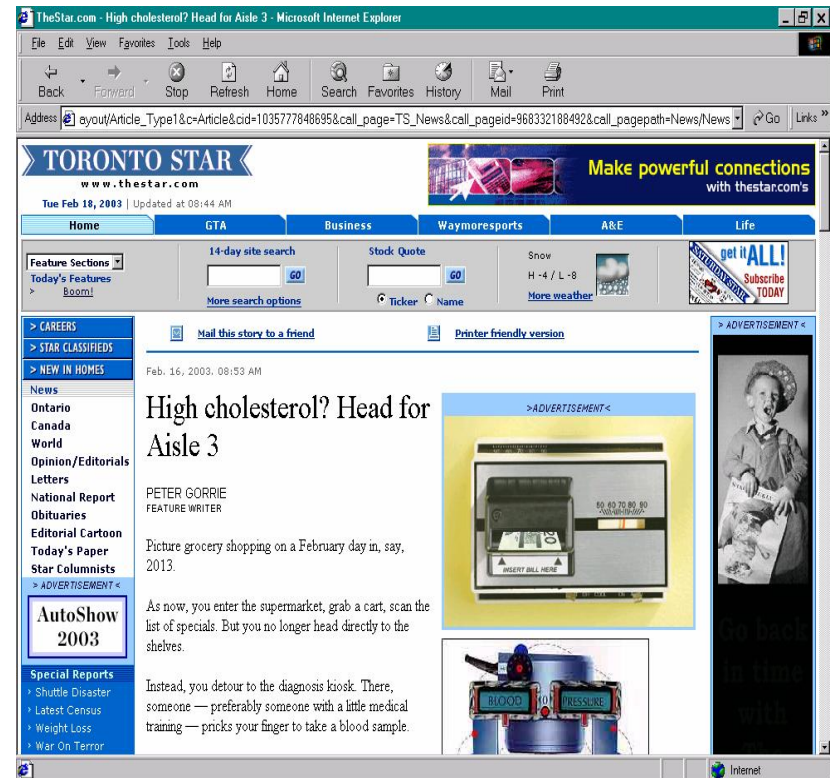 TheStar.com - High cholesterol? Head for Aisle 3 - Microsoft Internet Explorer
File Edit View Favorites Tools Help
Back Forward Stop Refresh Home Search Favorites History Mail Print
Address ayout/Article_Type1&c=Article&cid=1035777848695&call_page=TS_News&call_pageid=968332188492&call_pagepath=News/News Go Links »
TORONTO STAR
www.thestar.com
Make powerful connections
with thestar.com's
Tue Feb 18, 2003 | Updated at 08:44 AM
Home GTA Business Waymoresports A&E Life
Feature Sections
Today's Features
> Boom!
14-day site search
GO
More search options
Stock Quote
GO
Ticker Name
Snow
H -4 / L -8
More weather
get it ALL!
Subscribe
TODAY
> CAREERS
> STAR CLASSIFIEDS
> NEW IN HOMES
News
Ontario
Canada
World
Opinion/Editorials
Letters
National Report
Obituaries
Editorial Cartoon
Today's Paper
Star Columnists
> ADVERTISEMENT <
AutoShow
2003
Special Reports
> Shuttle Disaster
> Latest Census
> Weight Loss
> War On Terror
Mail this story to a friend
Printer friendly version
Feb. 16, 2003. 08:53 AM
High cholesterol? Head for
Aisle 3
PETER GORRIE
FEATURE WRITER
Picture grocery shopping on a February day in, say,
2013.
As now, you enter the supermarket, grab a cart, scan the
list of specials. But you no longer head directly to the
shelves.
Instead, you detour to the diagnosis kiosk. There,
someone — preferably someone with a little medical
training — pricks your finger to take a blood sample.
>ADVERTISEMENT<
50 60 70 80 90
INSERT BILL HERE
BLOOD PRESSURE
> ADVERTISEMENT <
Go back
in time
with
The
Internet